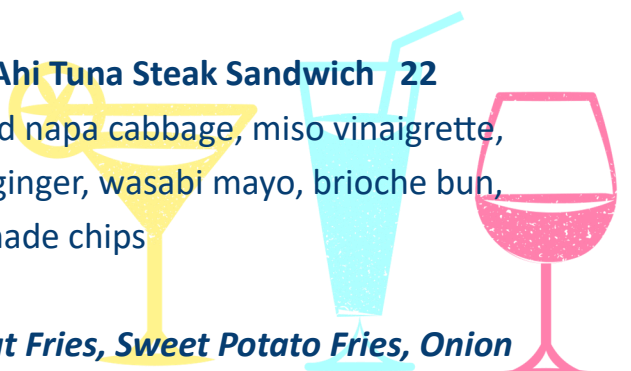 Ahi Tuna Steak Sandwich 22
d napa cabbage, miso vinaigrette,
ginger, wasabi mayo, brioche bun,
ade chips
Fries, Sweet Potato Fries, Onion